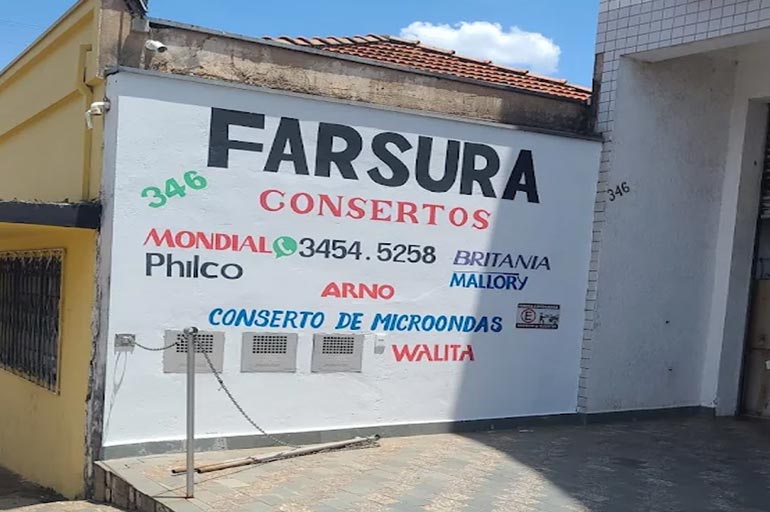 FARSURA
346
CONSERTOS
346
MONDIAL 3454.5258 BRITANIA
PHILCO MALLORY
ARNO
CONSERTO DE MICROONDAS
E
WALITA